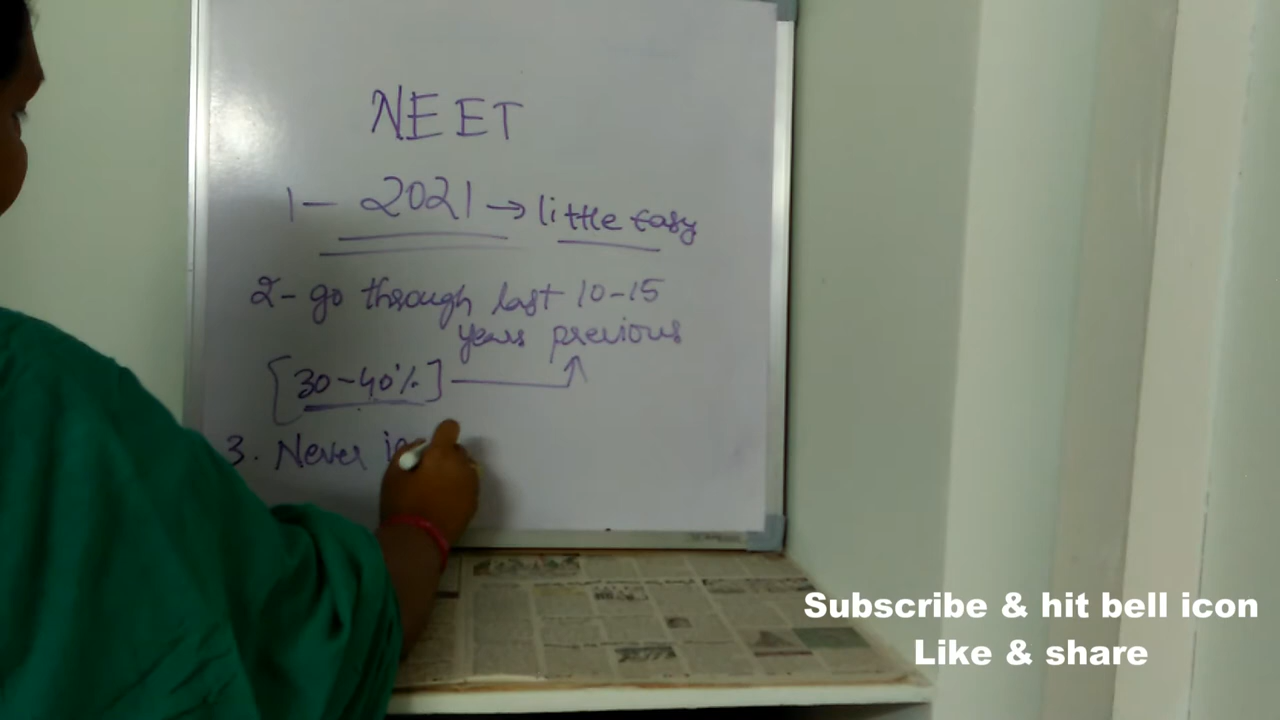 NEET
1- 2021 → little easy
2- go through last 10-15
years previous
[30-40%]
3. Never
Subscribe & hit bell icon
Like & share